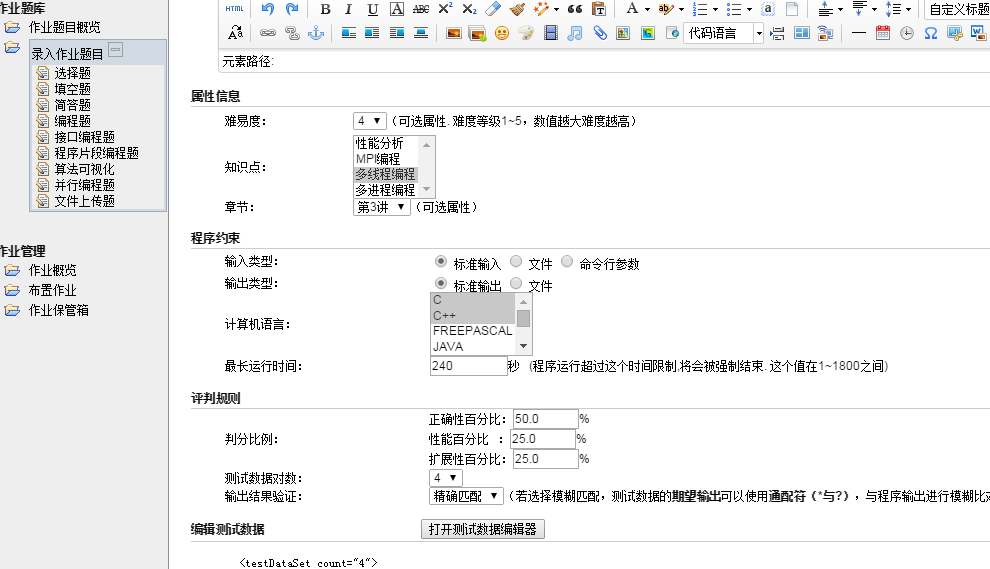 作业题库
作业题目概览
录入作业题目
选择题
填空题
简答题
编程题
接口编程题
程序片段编程题
算法可视化
并行编程题
文件上传题
作业管理
作业概览
布置作业
作业保管箱
HTML B I U A ABC X² X₂ A ab a 自定义标题
代码语言
元素路径:
属性信息
难易度: 4 (可选属性. 难度等级1~5, 数值越大难度越高)
知识点:
性能分析
MPI编程
多线程编程
多进程编程
章节: 第3讲 (可选属性)
程序约束
输入类型: 标准输入 文件 命令行参数
输出类型: 标准输出 文件
计算机语言:
C
C++
FREEPASCAL
JAVA
最长运行时间: 240 秒 (程序运行超过这个时间限制,将会被强制结束. 这个值在1~1800之间)
评判规则
判分比例:
正确性百分比: 50.0 %
性能百分比 : 25.0 %
扩展性百分比: 25.0 %
测试数据对数: 4
输出结果验证: 精确匹配 (若选择模糊匹配, 测试数据的期望输出可以使用通配符 (*与?), 与程序输出进行模糊比对
编辑测试数据 打开测试数据编辑器
<testDataSet count="4">